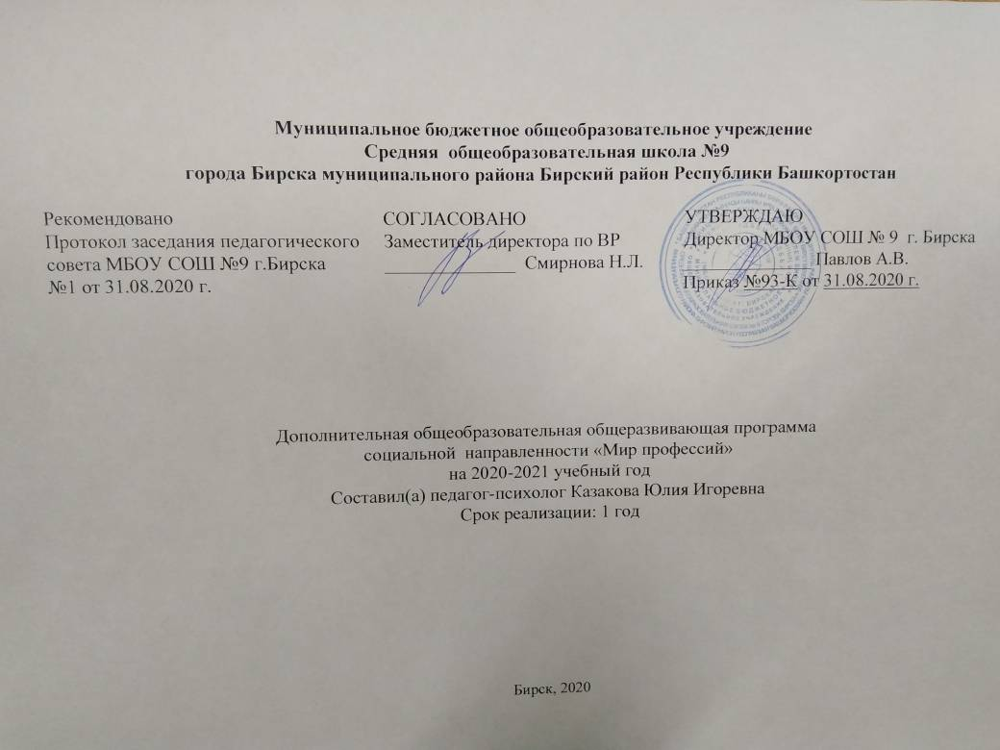 Муниципальное бюджетное общеобразовательное учреждение
Средняя общеобразовательная школа №9
города Бирска муниципального района Бирский район Республики Башкортостан
Рекомендовано
Протокол заседания педагогического
совета МБОУ СОШ №9 г.Бирска
№1 от 31.08.2020 г.
СОГЛАСОВАНО
Заместитель директора по ВР
Смирнова Н.Л.
УТВЕРЖДАЮ
Директор МБОУ СОШ № 9 г. Бирска
Павлов А.В.
Приказ №93-К от 31.08.2020 г.
Дополнительная общеобразовательная общеразвивающая программа
социальной направленности «Мир профессий»
на 2020-2021 учебный год
Составил(а) педагог-психолог Казакова Юлия Игоревна
Срок реализации: 1 год
Бирск, 2020